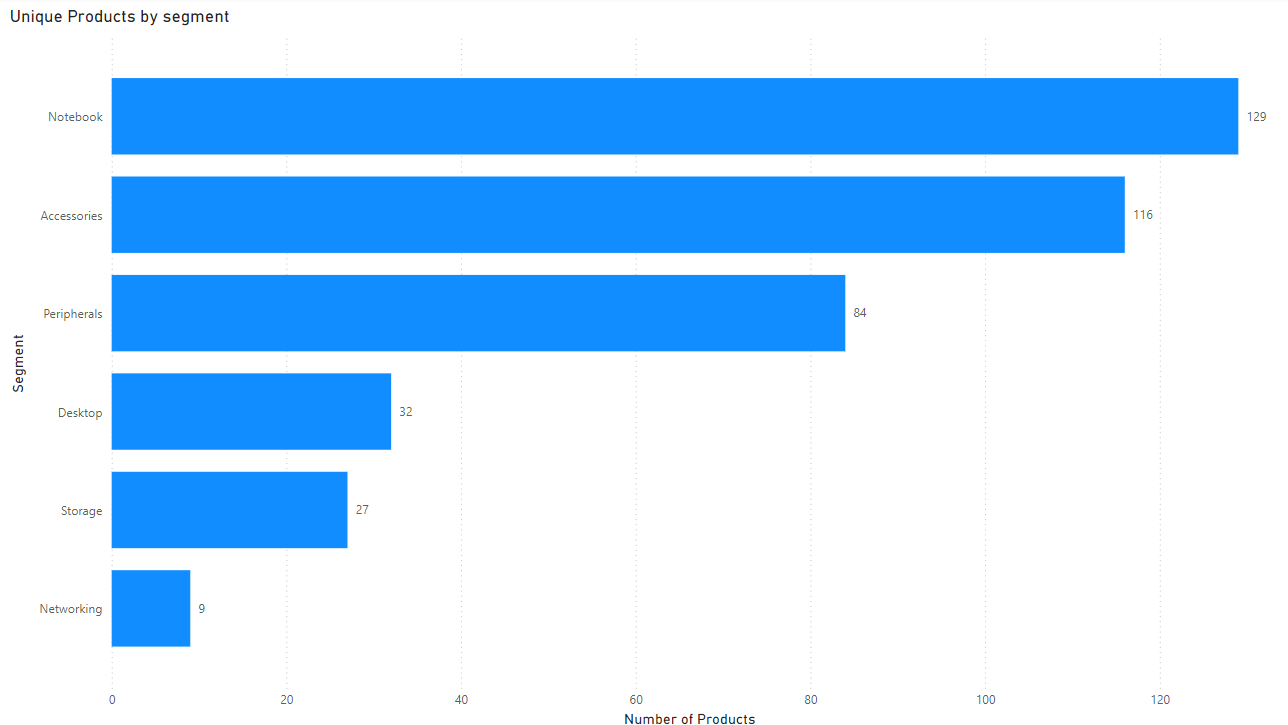 Unique Products by segment
Notebook 129
Accessories 116
Peripherals 84
Segment
Desktop 32
Storage 27
Networking 9
0 20 40 60 80 100 120
Number of Products